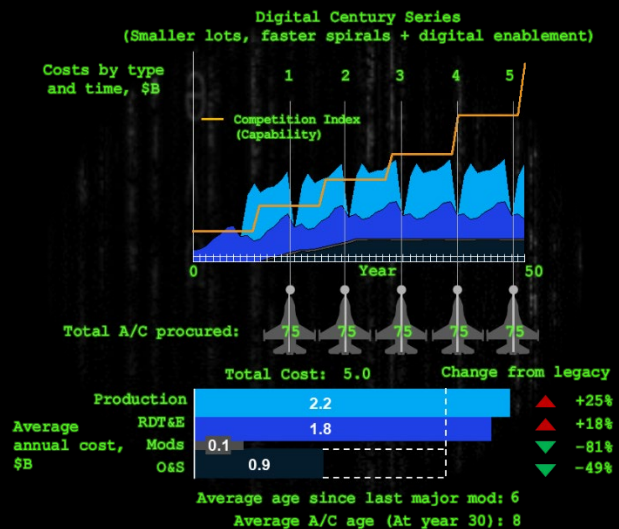 Digital Century Series
(Smaller lots, faster spirals + digital enablement)
Costs by type
and time, $B
1 2 3 4 5
Competition Index
(Capability)
0 Year 50
Total A/C procured: 75 75 75 75 75
Total Cost: 5.0 Change from legacy
Average
annual cost,
$B
Production 2.2 +25%
RDT&E 1.8 +18%
Mods 0.1 -81%
O&S 0.9 -49%
Average age since last major mod: 6
Average A/C age (At year 30): 8